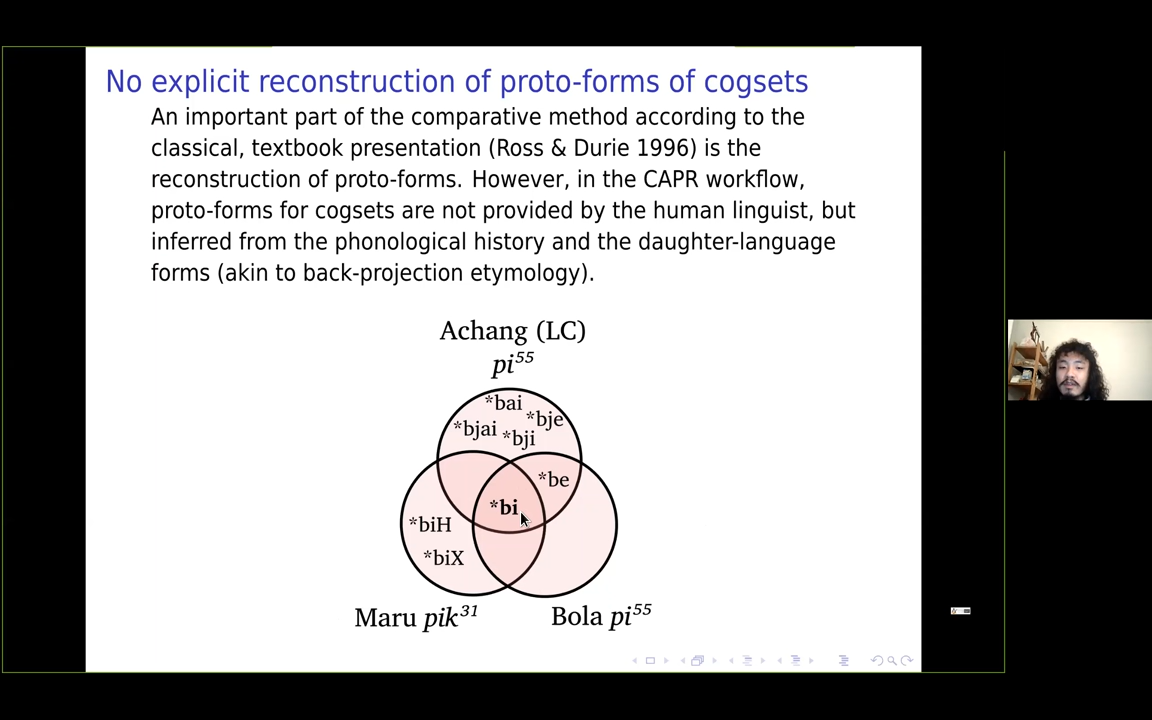 No explicit reconstruction of proto-forms of cogsets
An important part of the comparative method according to the
classical, textbook presentation (Ross & Durie 1996) is the
reconstruction of proto-forms. However, in the CAPR workflow,
proto-forms for cogsets are not provided by the human linguist, but
inferred from the phonological history and the daughter-language
forms (akin to back-projection etymology).
Achang (LC)
pi⁵⁵
*bai
*bje
*bjai *bji
*be
*bi
*biH
*biX
Maru pik³¹
Bola pi⁵⁵